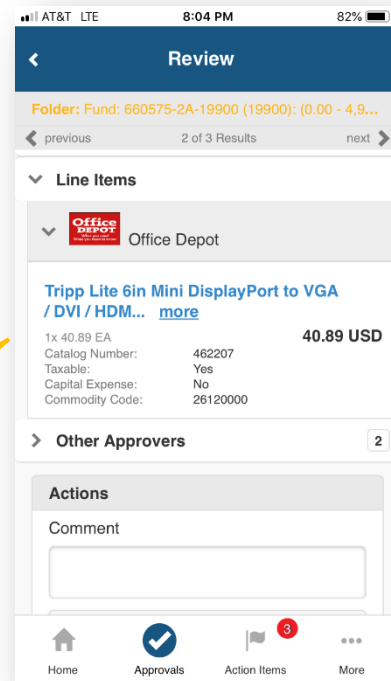 AT&T LTE 8:04 PM 82%
Review
Folder: Fund: 660575-2A-19900 (19900): (0.00 - 4,9...
previous 2 of 3 Results next
Line Items
Office DEPOT
Office Depot
Tripp Lite 6in Mini DisplayPort to VGA
/ DVI / HDM... more
1x 40.89 EA 40.89 USD
Catalog Number: 462207
Taxable: Yes
Capital Expense: No
Commodity Code: 26120000
Other Approvers 2
Actions
Comment
3
Home Approvals Action Items More